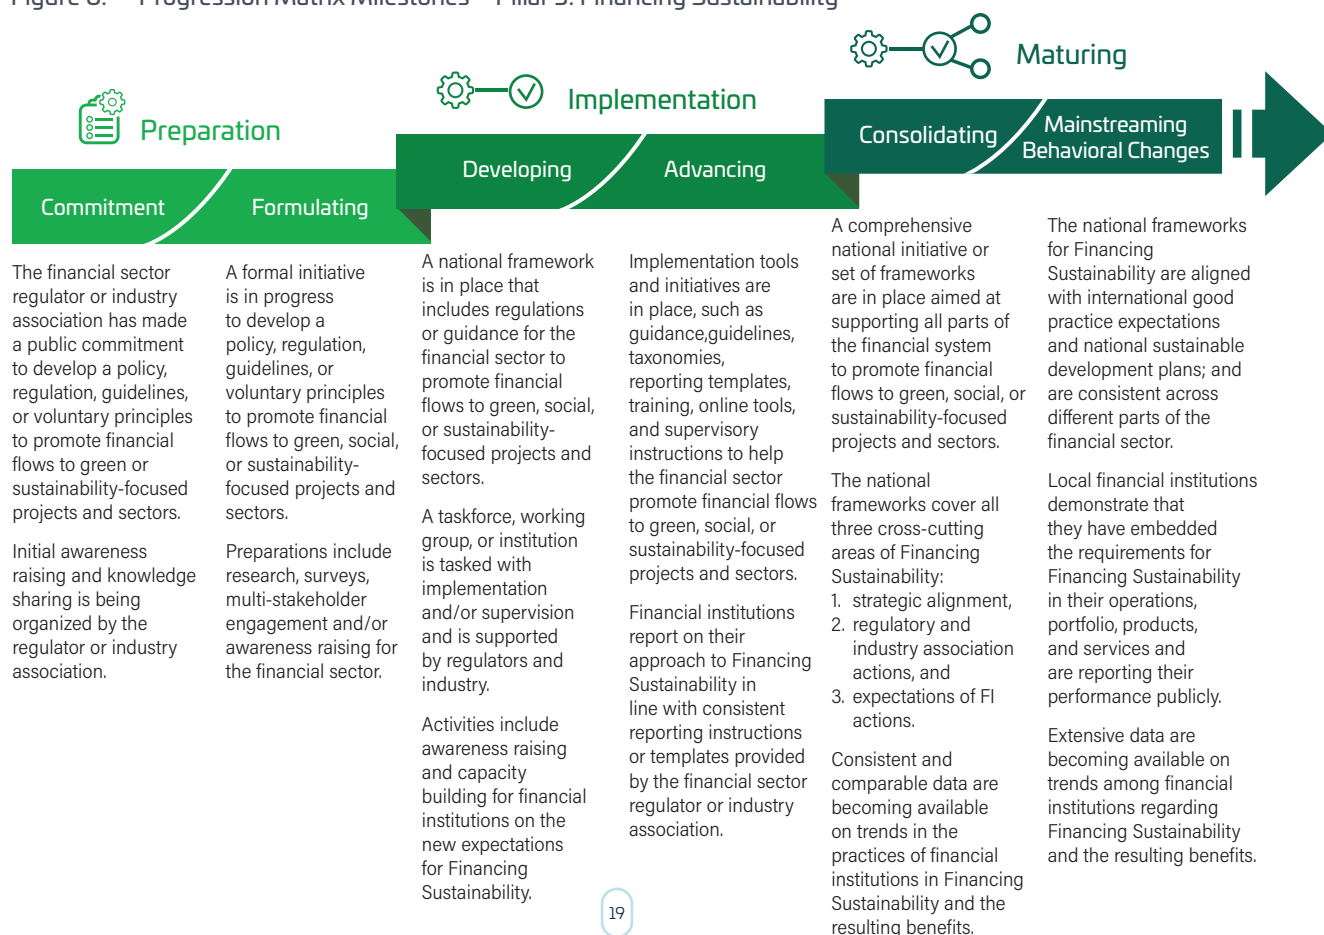 Figure 8. Progression Matrix Milestones – Pillar 3: Financing Sustainability
Preparation
Commitment
Formulating
The financial sector
regulator or industry
association has made
a public commitment
to develop a policy,
regulation, guidelines,
or voluntary principles
to promote financial
flows to green or
sustainability-focused
projects and sectors.
Initial awareness
raising and knowledge
sharing is being
organized by the
regulator or industry
association.
A formal initiative
is in progress
to develop a
policy, regulation,
guidelines, or
voluntary principles
to promote financial
flows to green, social,
or sustainability-
focused projects and
sectors.
Preparations include
research, surveys,
multi-stakeholder
engagement and/or
awareness raising for
the financial sector.
Implementation
Developing
Advancing
A national framework
is in place that
includes regulations
or guidance for the
financial sector to
promote financial
flows to green, social,
or sustainability-
focused projects and
sectors.
A taskforce, working
group, or institution
is tasked with
implementation
and/or supervision
and is supported
by regulators and
industry.
Activities include
awareness raising
and capacity
building for financial
institutions on the
new expectations
for Financing
Sustainability.
Implementation tools
and initiatives are
in place, such as
guidance,guidelines,
taxonomies,
reporting templates,
training, online tools,
and supervisory
instructions to help
the financial sector
promote financial flows
to green, social, or
sustainability-focused
projects and sectors.
Financial institutions
report on their
approach to Financing
Sustainability in
line with consistent
reporting instructions
or templates provided
by the financial sector
regulator or industry
association.
Maturing
Consolidating
Mainstreaming
Behavioral Changes
A comprehensive
national initiative or
set of frameworks
are in place aimed at
supporting all parts of
the financial system
to promote financial
flows to green, social, or
sustainability-focused
projects and sectors.
The national
frameworks cover all
three cross-cutting
areas of Financing
Sustainability:
1. strategic alignment,
2. regulatory and
industry association
actions, and
3. expectations of FI
actions.
Consistent and
comparable data are
becoming available
on trends in the
practices of financial
institutions in Financing
Sustainability and the
resulting benefits.
The national frameworks
for Financing
Sustainability are aligned
with international good
practice expectations
and national sustainable
development plans; and
are consistent across
different parts of the
financial sector.
Local financial institutions
demonstrate that
they have embedded
the requirements for
Financing Sustainability
in their operations,
portfolio, products,
and services and
are reporting their
performance publicly.
Extensive data are
becoming available on
trends among financial
institutions regarding
Financing Sustainability
and the resulting benefits.
19